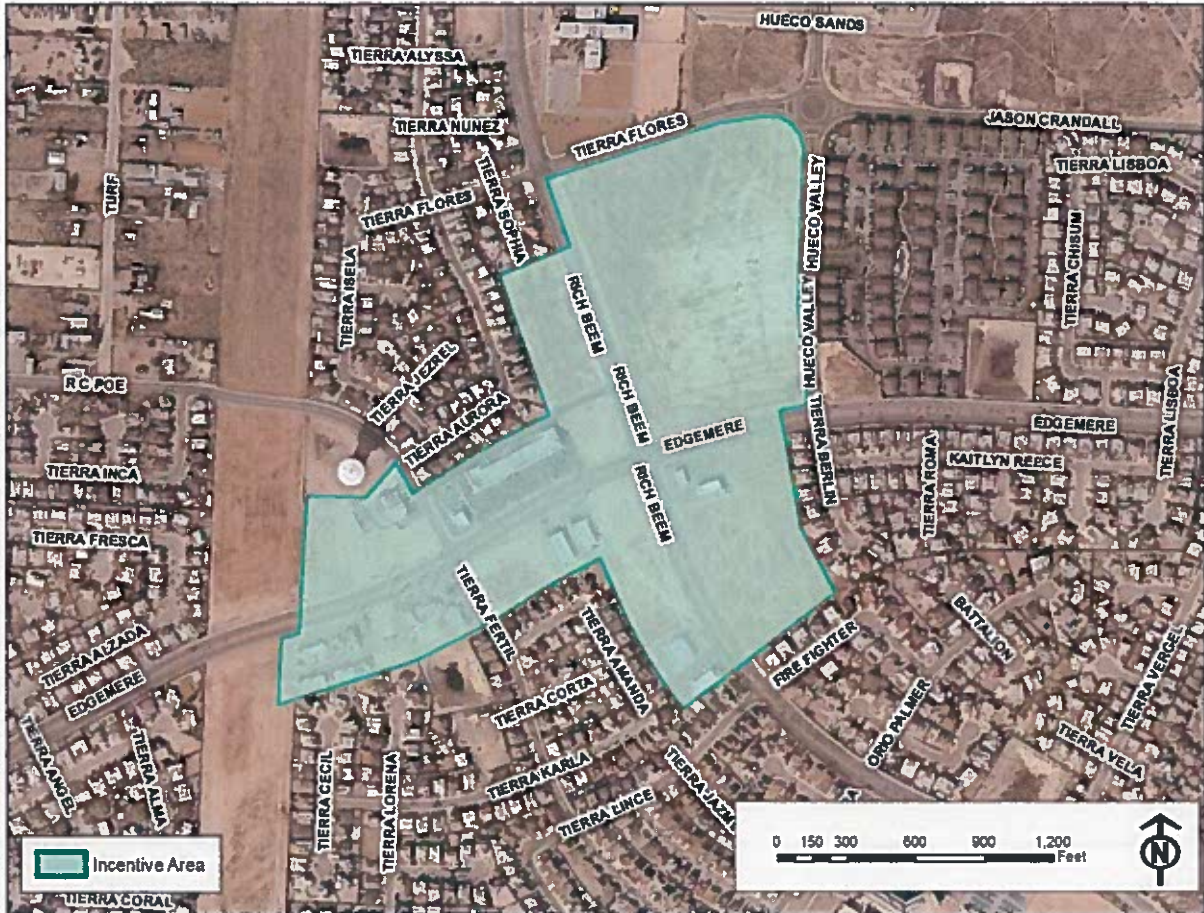 HUECO SANDS
TIERRA ALYSSA
TIERRA NUNEZ
TIERRA FLORES
JASON CRANDALL
TIERRA LISBOA
TURF
TIERRA FLORES
TIERRA SOPHIA
HUECO VALLEY
TIERRA CHISUM
TIERRA ISELA
RICH BEEM
HUECO VALLEY
TIERRA JEZREL
R C POE
RICH BEEM
TIERRA LISBOA
TIERRA AURORA
EDGEMERE
EDGEMERE
TIERRA BERLIN
TIERRA ROMA
KAITLYN REECE
TIERRA INCA
RICH BEEM
TIERRA FRESCA
TIERRA FERTIL
TIERRA AMANDA
BATTALION
FIRE FIGHTER
TIERRA VERGEL
TIERRA ALZADA
EDGEMERE
TIERRA CORTA
ORIO PALMER
TIERRA VELA
TIERRA ANGEL
TIERRA ALMA
TIERRA CECIL
TIERRA LORENA
TIERRA KARLA
TIERRA LINCE
TIERRA JAZM
Incentive Area
TIERRA CORAL
0 150 300 600 900 1,200
Feet
N